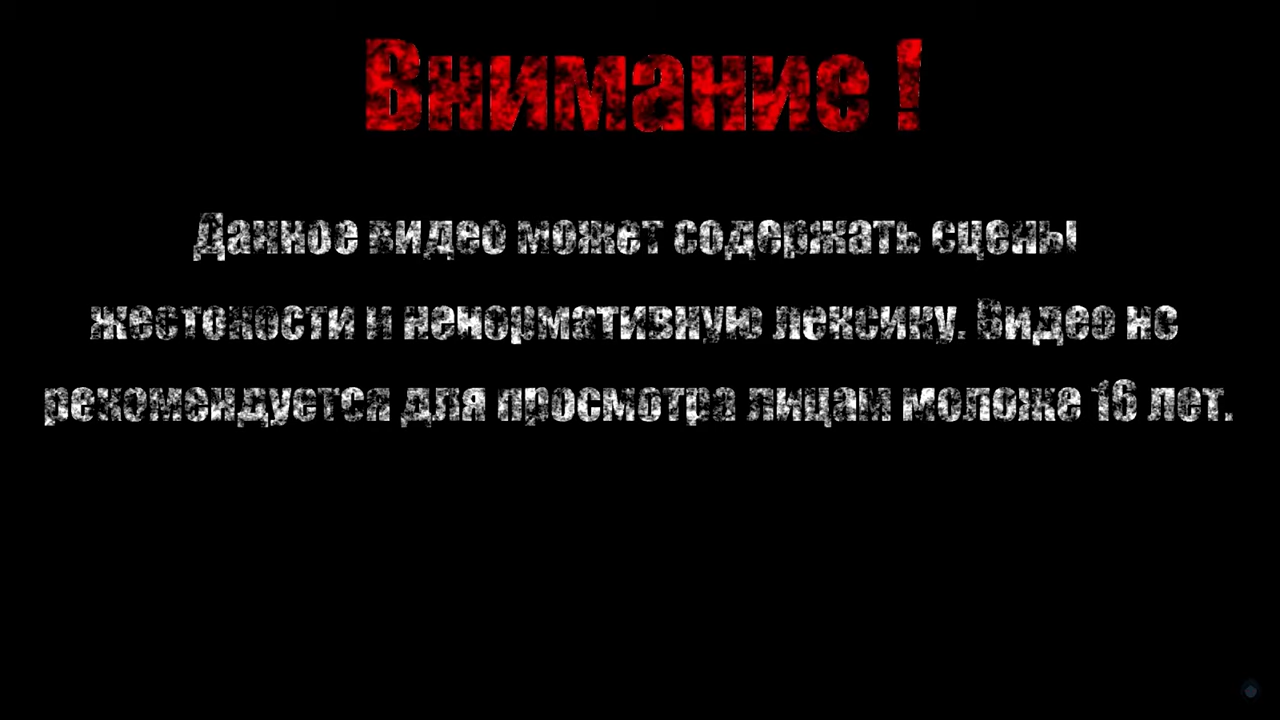 Внимание !
Данное видео может содержать сцены
жестокости и ненормативную лексику. Видео не
рекомендуется для просмотра лицам моложе 16 лет.